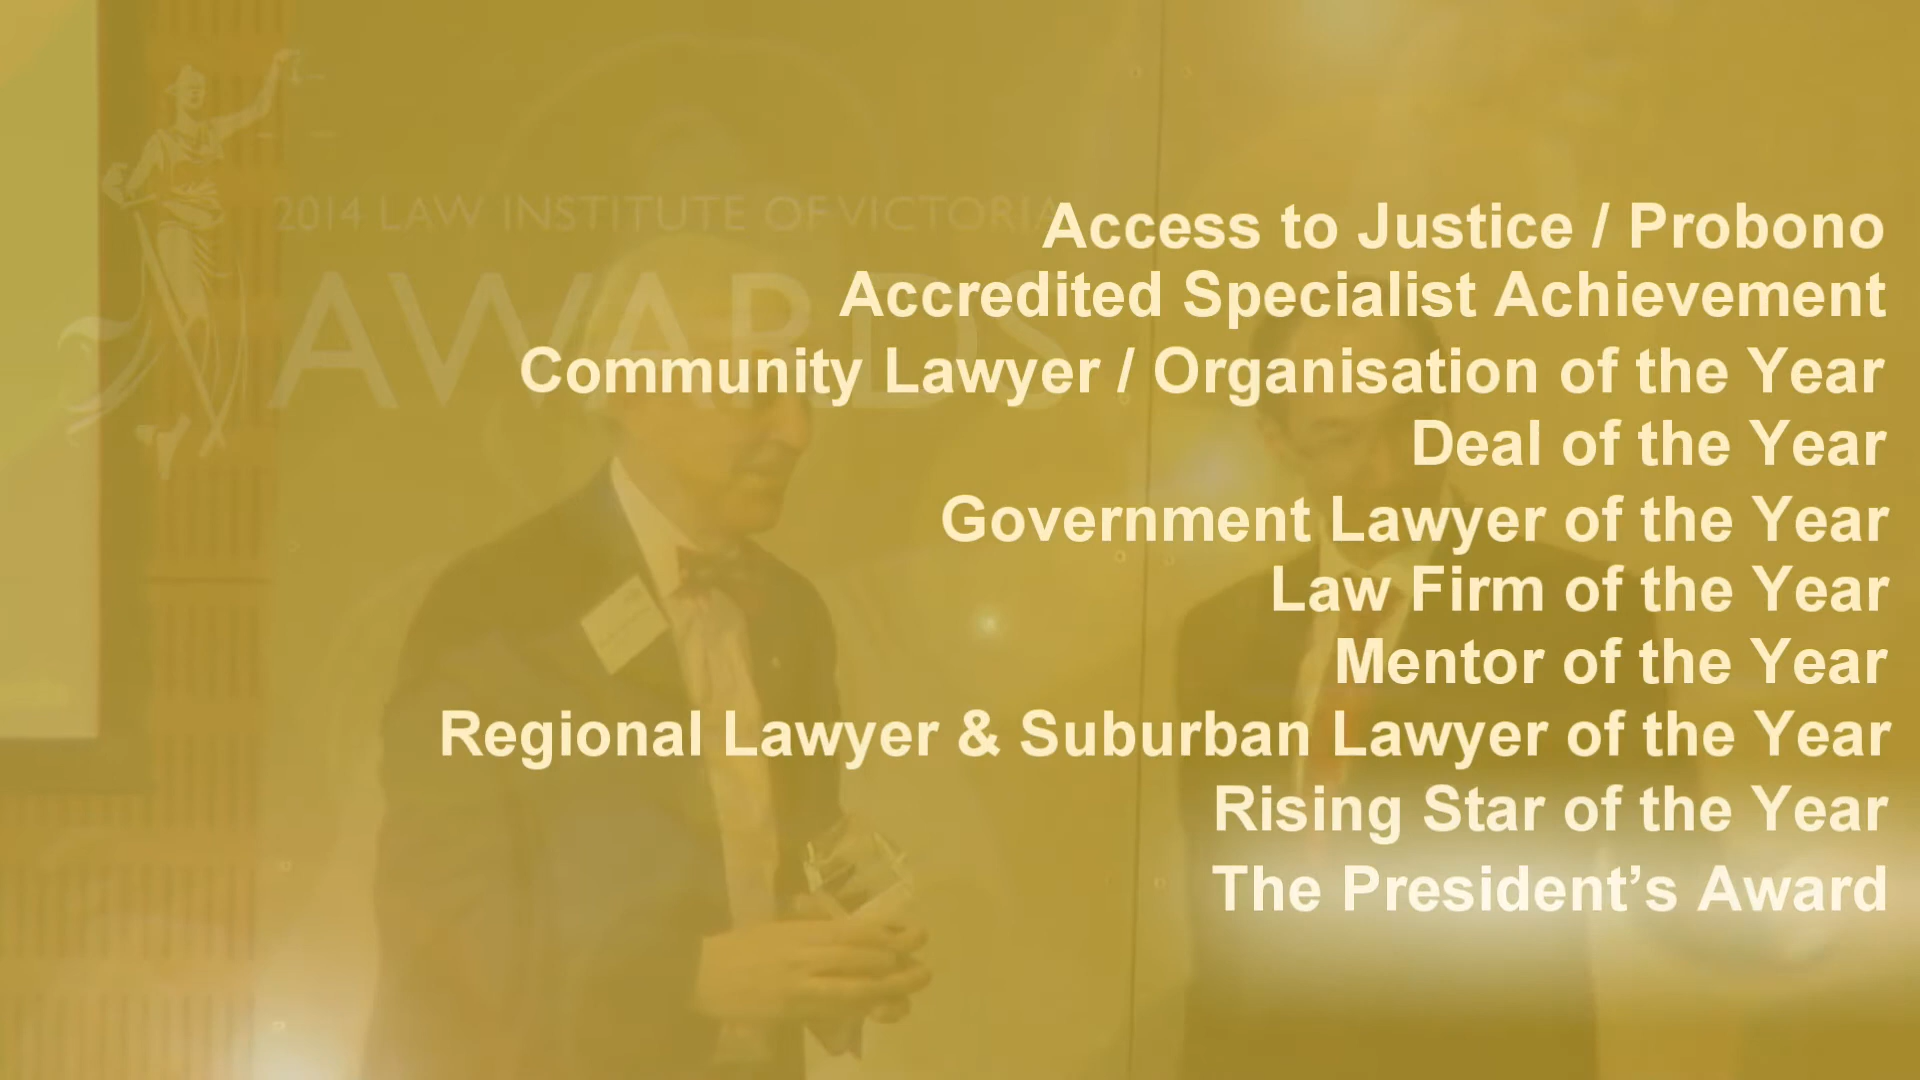 2014 LAW INSTITUTE OF VICTORIA
AWARDS
Access to Justice / Probono
Accredited Specialist Achievement
Community Lawyer / Organisation of the Year
Deal of the Year
Government Lawyer of the Year
Law Firm of the Year
Mentor of the Year
Regional Lawyer & Suburban Lawyer of the Year
Rising Star of the Year
The President’s Award